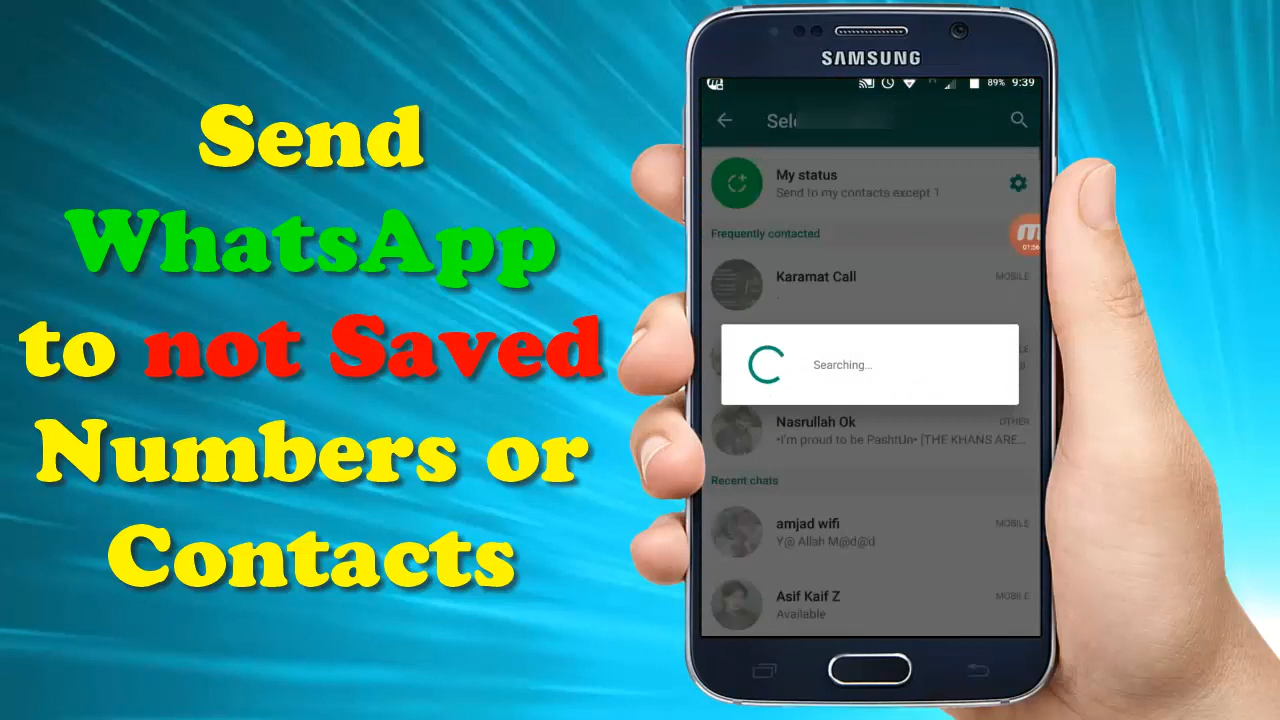 Send
WhatsApp
to not Saved
Numbers or
Contacts
SAMSUNG
89% 9:39
My status
Send to my contacts except 1
Frequently contacted
01:56
Karamat Call
MOBILE
.
Searching...
Nasrullah Ok
OTHER
•I'm proud to be PashtUn• [THE KHANS ARE...
Recent chats
amjad wifi
MOBILE
Y@ Allah M@d@d
Asif Kaif Z
MOBILE
Available